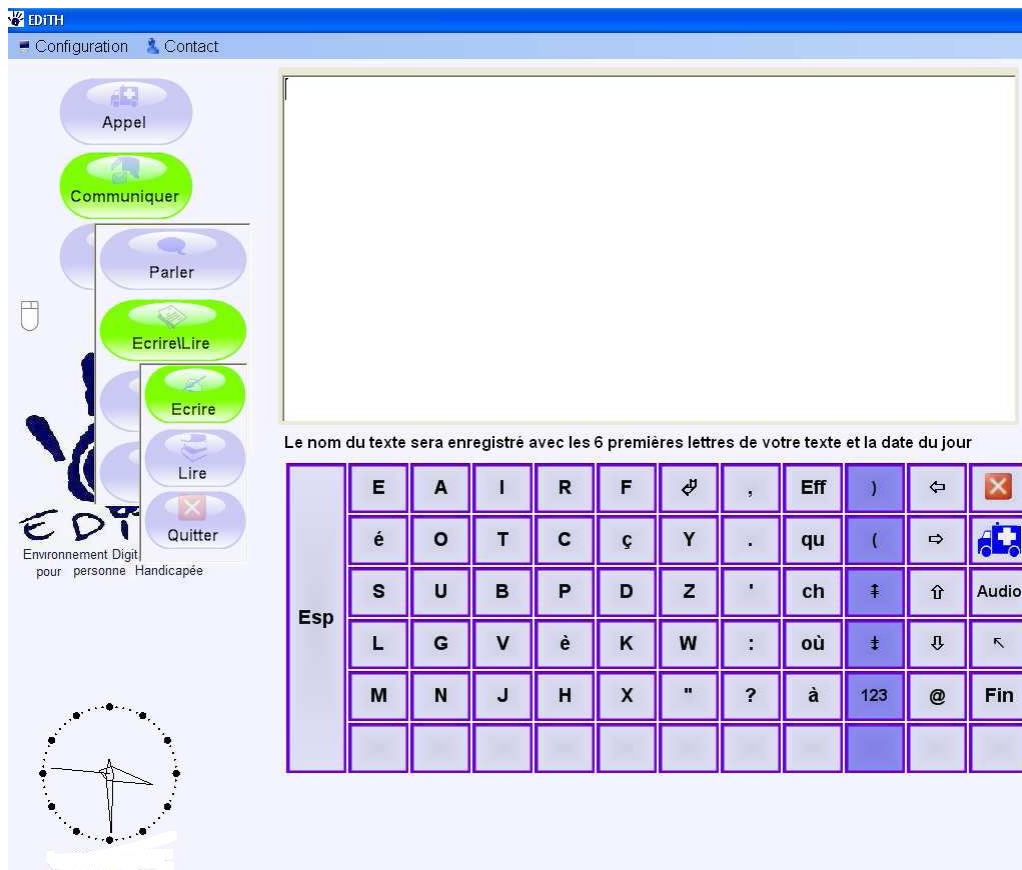 EDiTH
Configuration Contact
Appel
Communiquer
Parler
Ecrire\Lire
Ecrire
Lire
Quitter
EDiT
Environnement Digit
pour personne Handicapée
Le nom du texte sera enregistré avec les 6 premières lettres de votre texte et la date du jour
Esp
E A I R F , Eff ) ⇦
é O T C ç Y . qu ( ⇨
S U B P D Z ' ch ⇞ ⇧ Audio
L G V è K W : où ⇟ ⇩ ↖
M N J H X " ? à 123 @ Fin